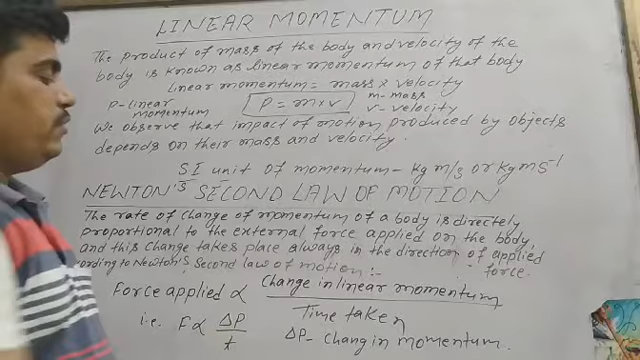 LINEAR MOMENTUM
The product of mass of the body and velocity of the
body is known as linear momentum of that body
Linear momentum = mass × velocity
P - linear momentum
P = m × v
m - mass
v - velocity
We observe that impact of motion produced by objects
depends on their mass and velocity.
SI unit of momentum - kg m/s or kg ms⁻¹
NEWTON'S SECOND LAW OF MOTION
The rate of change of momentum of a body is directely
proportional to the external force applied on the body,
and this change takes place always in the direction of applied
force.
ording to Newton's second law of motion :-
Force applied ∝ Change in linear momentum
Time taken
i.e. F ∝ ΔP
t
ΔP - chang in momentum.